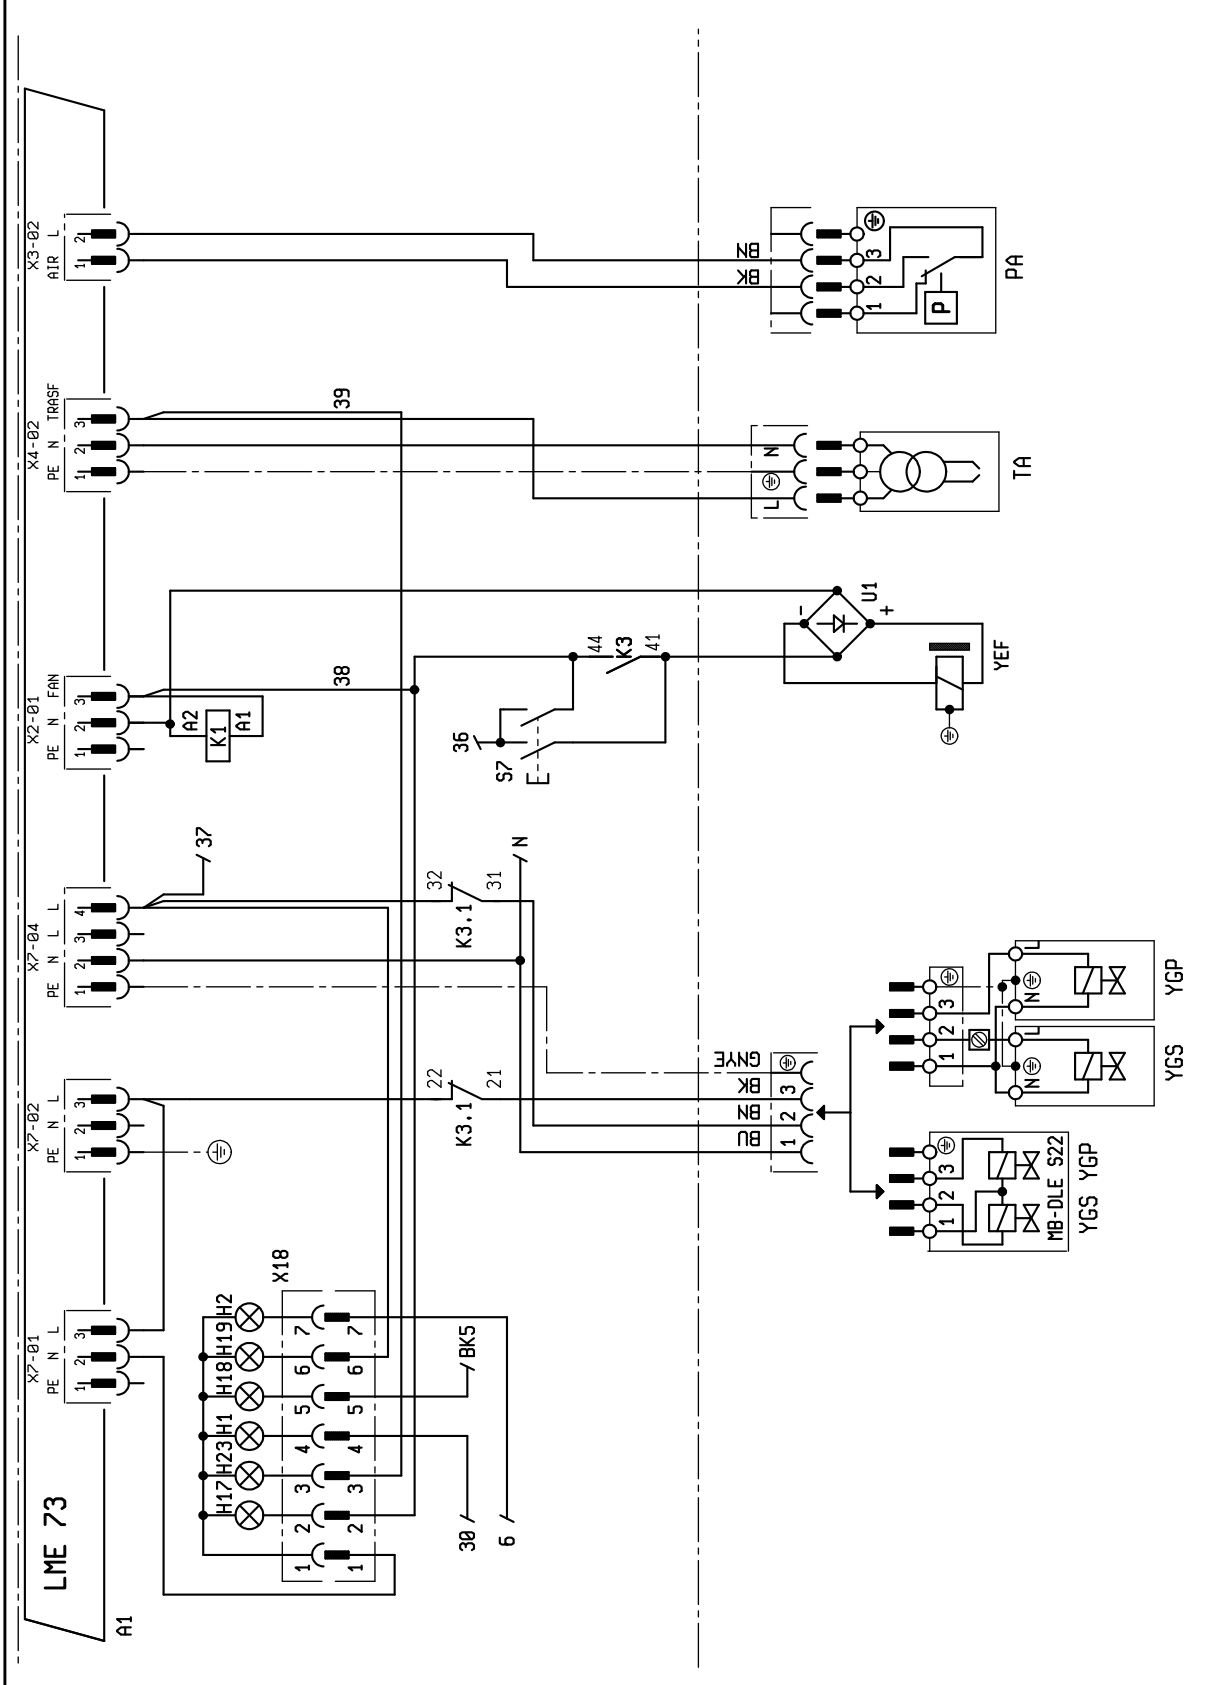 LME 73
A1
X7-01
PE N L
1 2 3
X7-02
PE N L
1 2 3
X7-04
PE N L L
1 2 3 4
X2-01
PE N FAN
1 2 3
X4-02
PE N TRASF
1 2 3
X3-02
AIR L
1 2
H17 H23 H1 H18 H19 H2
X18
1 2 3 4 5 6 7
1 2 3 4 5 6 7
30
6
BK5
37
A2
K1
A1
38
39
22
K3.1
21
32
K3.1
31
N
36
S7
44
K3
41
BU BN BK GNYE
1 2 3
BK BN
L N
TA
1 2 3
P
PA
-
U1
+
YEF
1 2 3
MB-DLE S22
YGS YGP
1 2 3
N L
YGS
N L
YGP